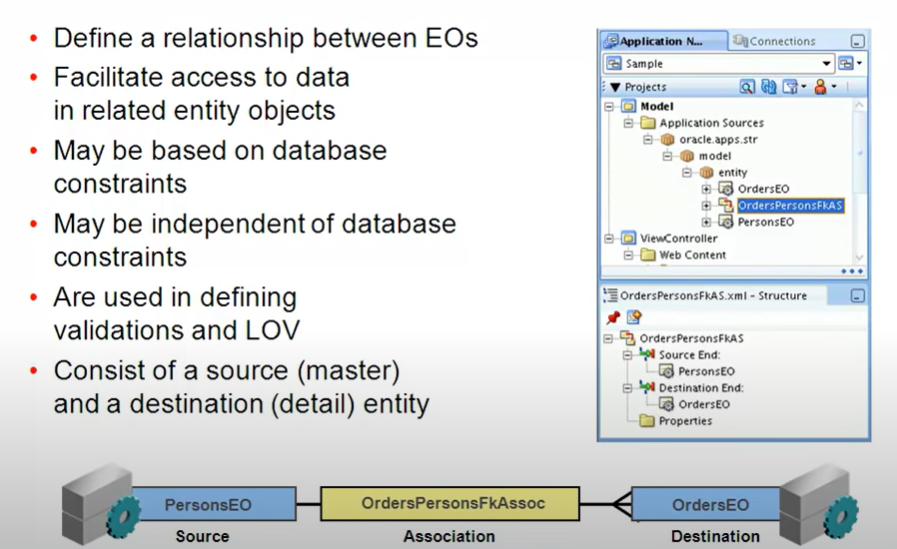 • Define a relationship between EOs
• Facilitate access to data
in related entity objects
• May be based on database
constraints
• May be independent of database
constraints
• Are used in defining
validations and LOV
• Consist of a source (master)
and a destination (detail) entity
Application N... Connections
Sample
Projects
Model
Application Sources
oracle.apps.str
model
entity
OrdersEO
OrdersPersonsFkAS
PersonsEO
ViewController
Web Content
OrdersPersonsFkAS.xml - Structure
OrdersPersonsFkAS
Source End:
PersonsEO
Destination End:
OrdersEO
Properties
PersonsEO OrdersPersonsFkAssoc OrdersEO
Source Association Destination